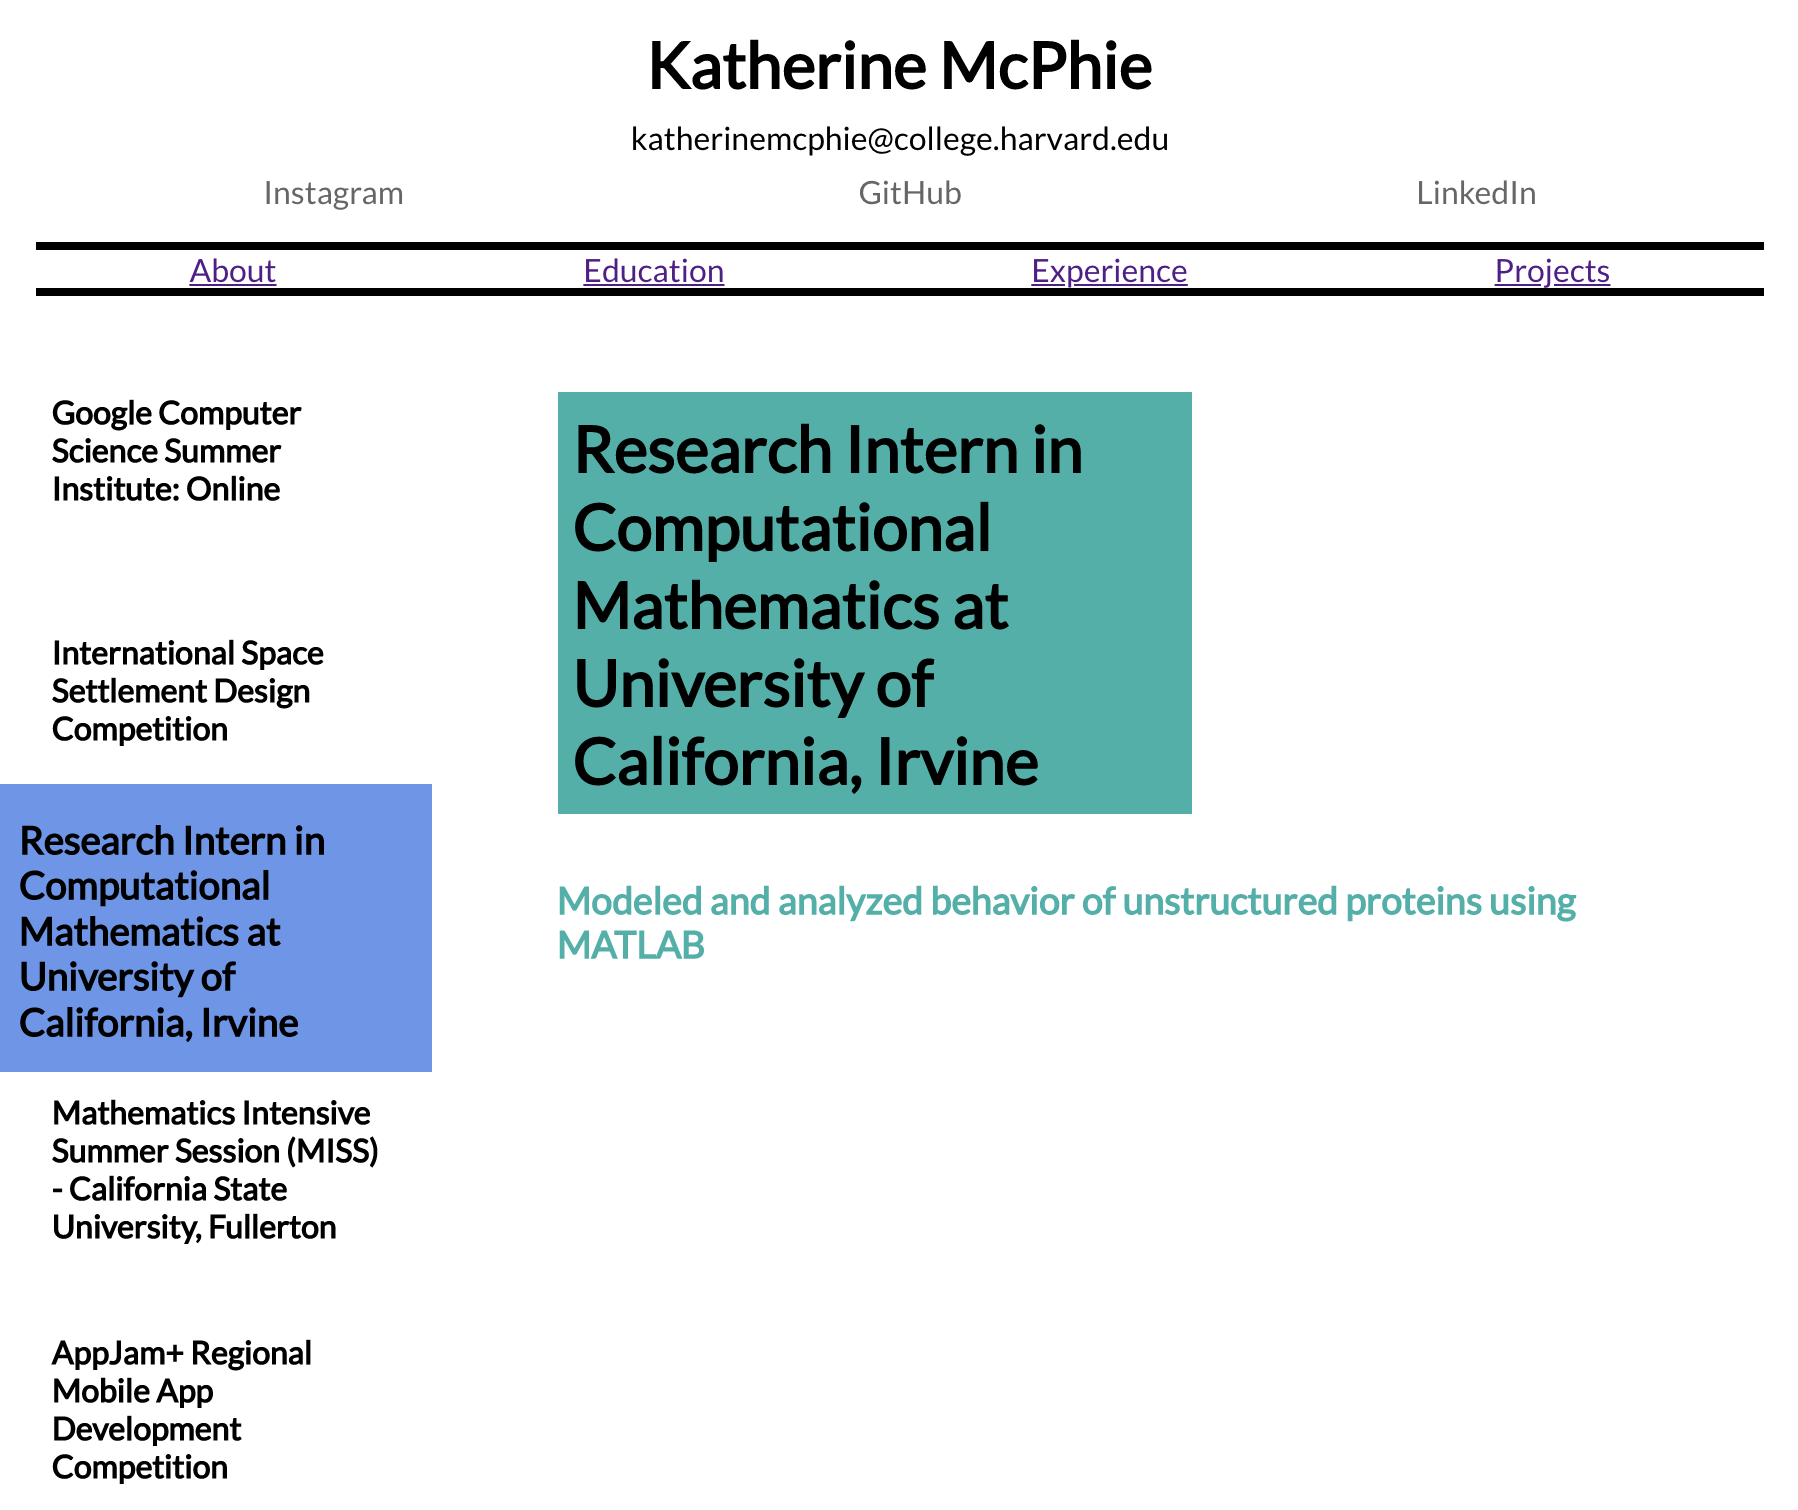 Katherine McPhie
katherinemcphie@college.harvard.edu
Instagram GitHub LinkedIn
About Education Experience Projects
Google Computer
Science Summer
Institute: Online
International Space
Settlement Design
Competition
Research Intern in
Computational
Mathematics at
University of
California, Irvine
Mathematics Intensive
Summer Session (MISS)
- California State
University, Fullerton
AppJam+ Regional
Mobile App
Development
Competition
Research Intern in
Computational
Mathematics at
University of
California, Irvine
Modeled and analyzed behavior of unstructured proteins using
MATLAB